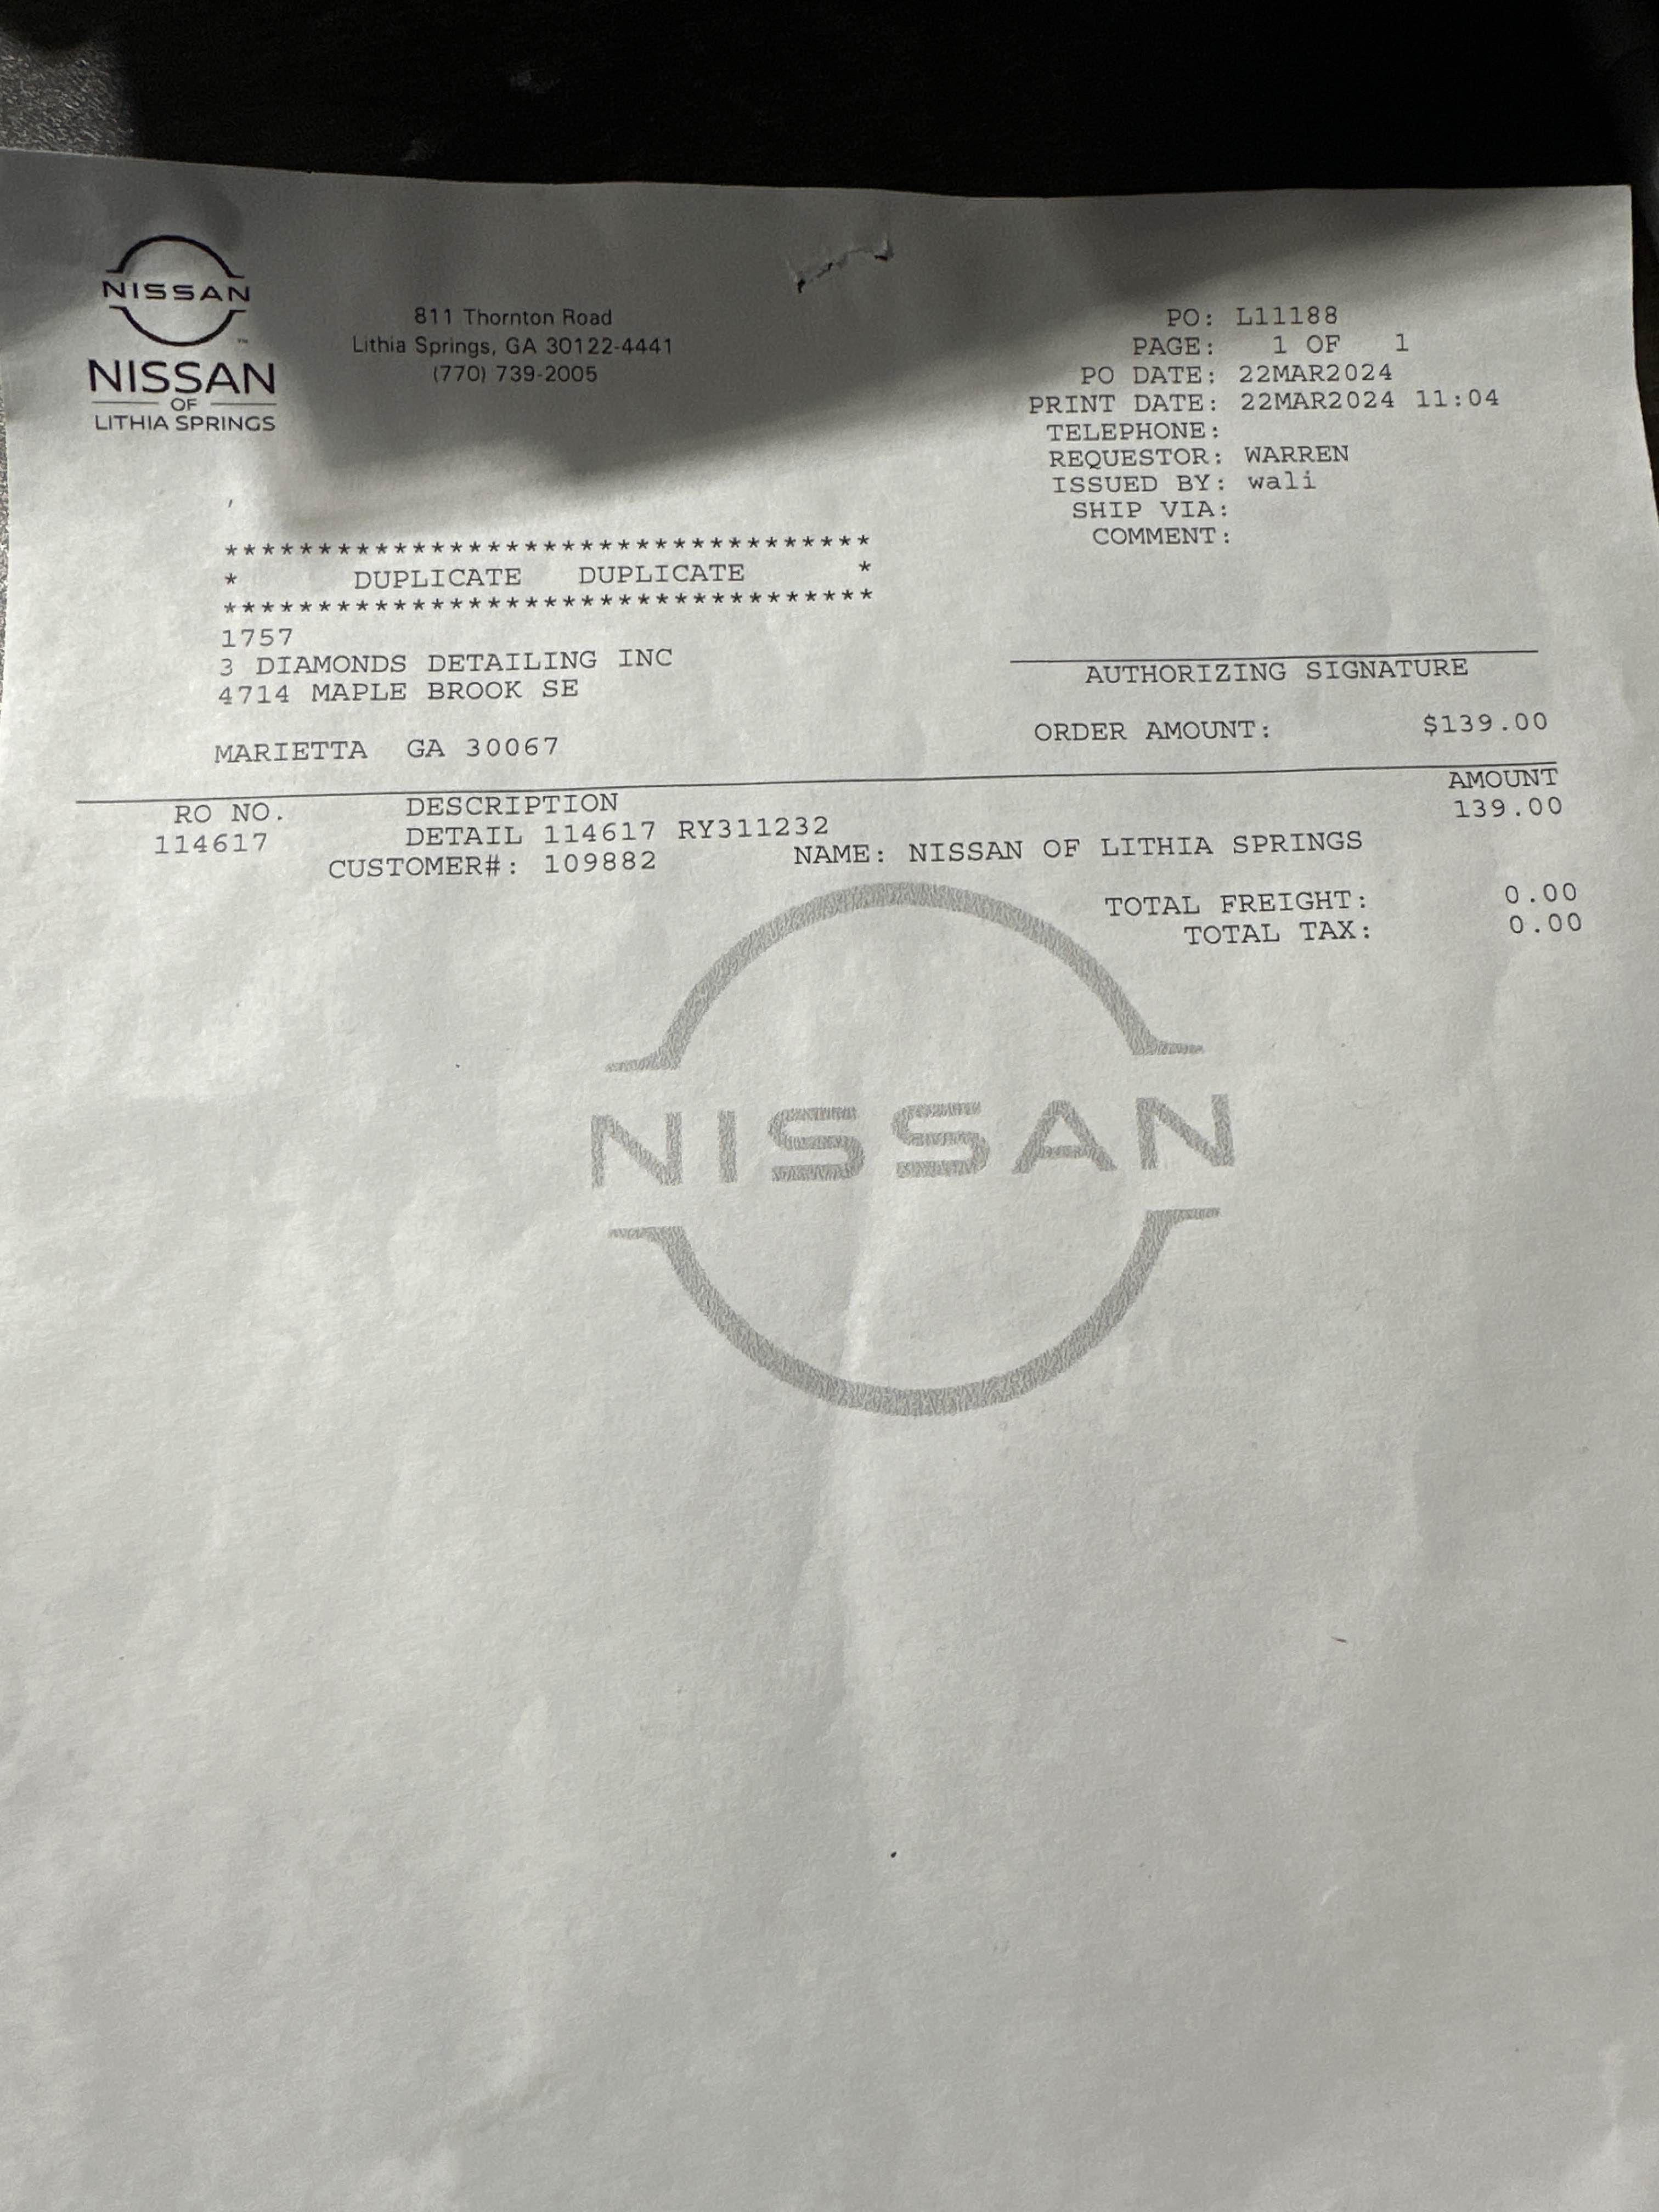 NISSAN
NISSAN
OF
LITHIA SPRINGS
811 Thornton Road
Lithia Springs, GA 30122-4441
(770) 739-2005
PO: L11188
PAGE: 1 OF 1
PO DATE: 22MAR2024
PRINT DATE: 22MAR2024 11:04
TELEPHONE:
REQUESTOR: WARREN
ISSUED BY: wali
SHIP VIA:
COMMENT:
,
***********************************
* DUPLICATE DUPLICATE *
***********************************
1757
3 DIAMONDS DETAILING INC
4714 MAPLE BROOK SE
MARIETTA GA 30067
AUTHORIZING SIGNATURE
ORDER AMOUNT: $139.00
RO NO. DESCRIPTION AMOUNT
114617 DETAIL 114617 RY311232 139.00
CUSTOMER#: 109882 NAME: NISSAN OF LITHIA SPRINGS
TOTAL FREIGHT: 0.00
TOTAL TAX: 0.00
NISSAN